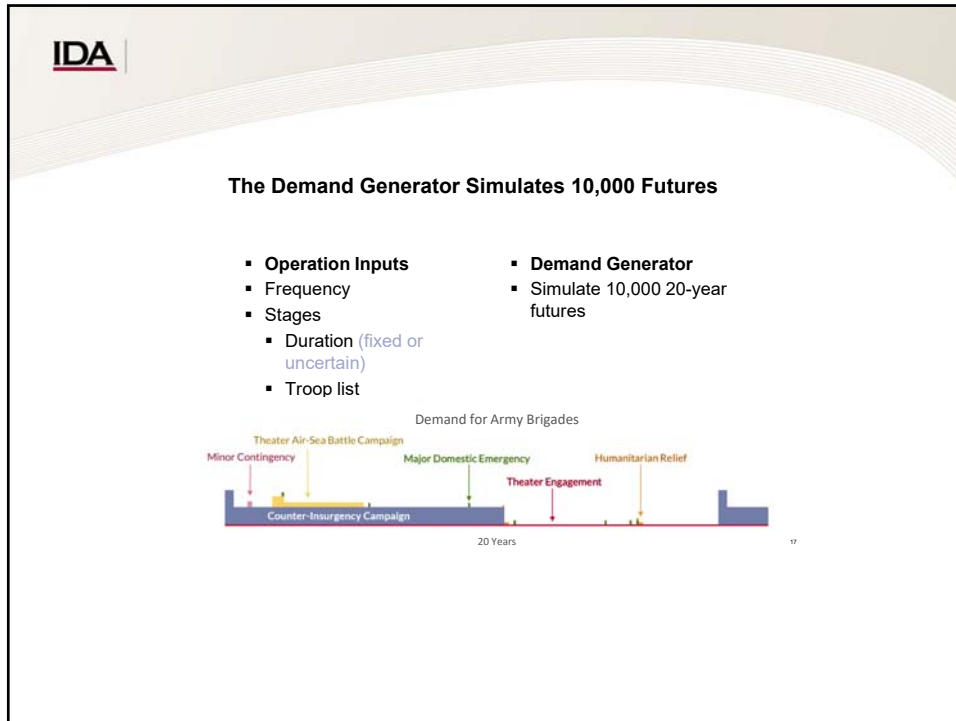 IDA
The Demand Generator Simulates 10,000 Futures
▪ Operation Inputs
▪ Frequency
▪ Stages
▪ Duration (fixed or
uncertain)
▪ Troop list
▪ Demand Generator
▪ Simulate 10,000 20-year
futures
Demand for Army Brigades
Theater Air-Sea Battle Campaign
Minor Contingency
Major Domestic Emergency
Humanitarian Relief
Theater Engagement
Counter-Insurgency Campaign
20 Years
17